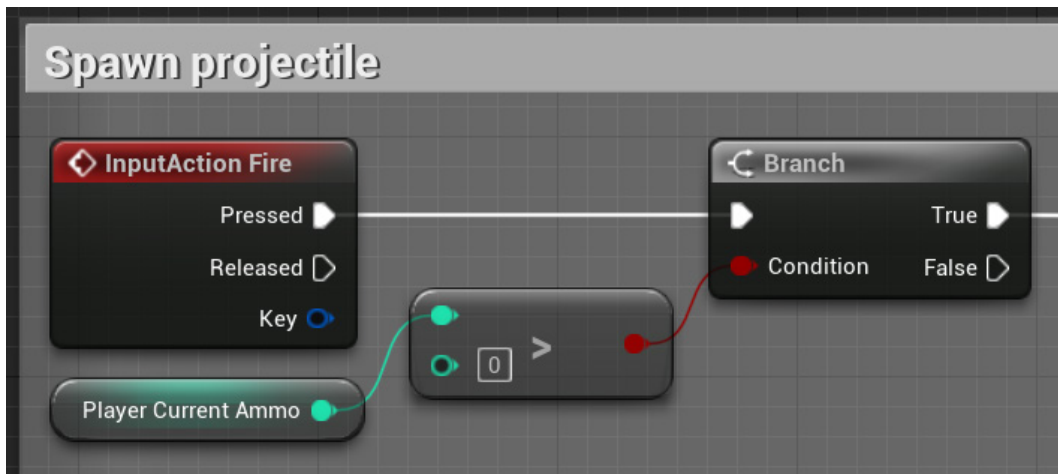 Spawn projectile
InputAction Fire
Pressed
Released
Key
Player Current Ammo
0
>
Branch
True
Condition
False